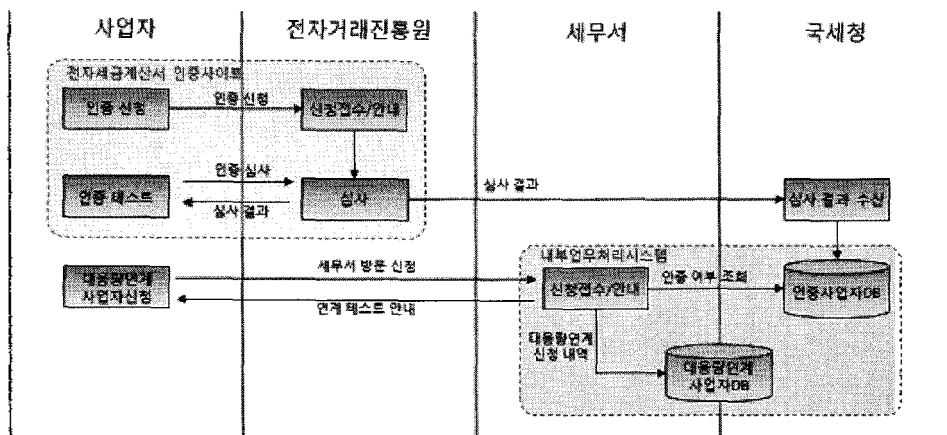 사업자
전자거래진흥원
세무서
국세청
전자세금계산서 인증사이트
인증 신청
인증 신청
신청접수/안내
인증 테스트
인증 심사
심사 결과
심사
심사 결과
심사 결과 수신
대용량연계
사업자신청
세무서 방문 신청
연계 테스트 안내
내부업무처리시스템
신청접수/안내
인증 여부 조회
인증사업자DB
대용량연계
신청 내역
대용량연계
사업자DB